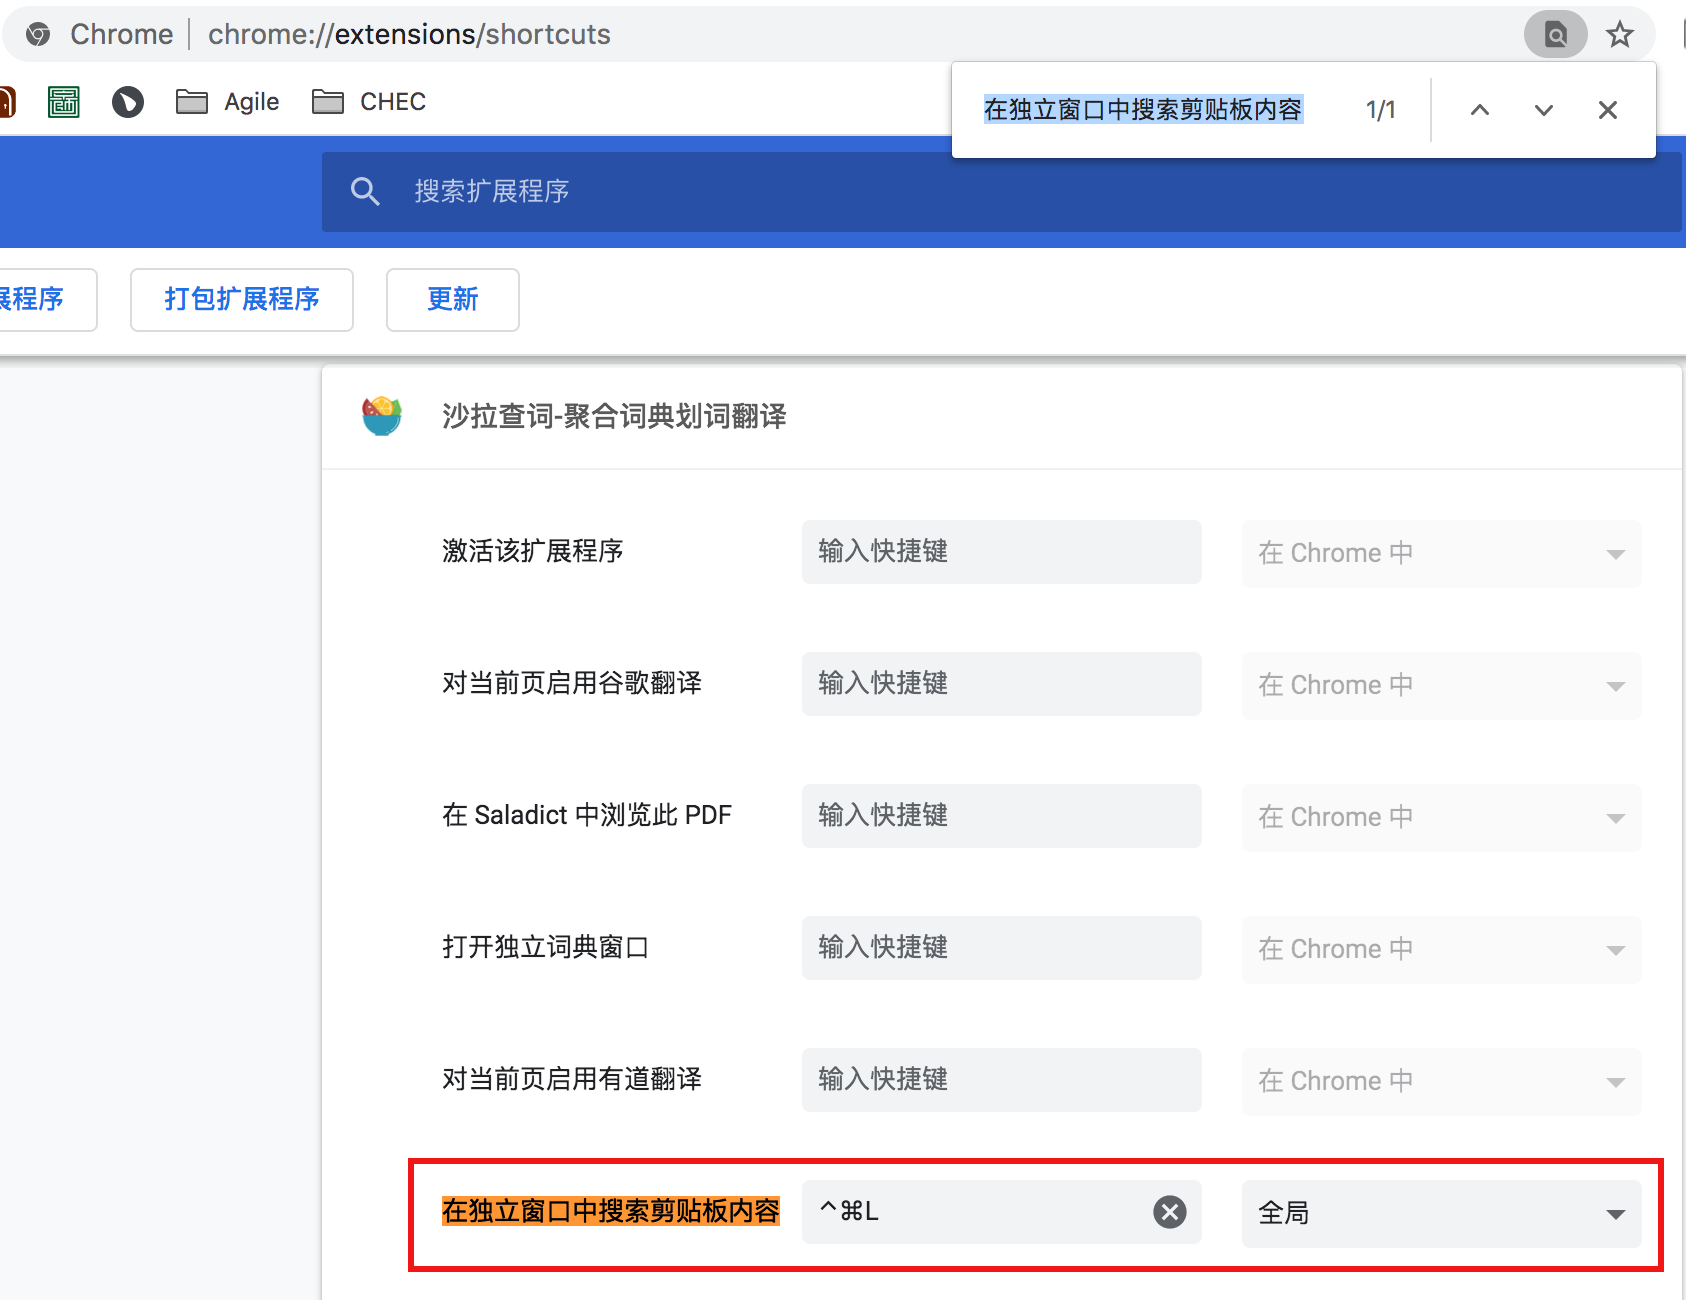 Chrome | chrome://extensions/shortcuts
Agile CHEC
在独立窗口中搜索剪贴板内容 1/1
搜索扩展程序
展程序 打包扩展程序 更新
沙拉查词-聚合词典划词翻译
激活该扩展程序 输入快捷键 在 Chrome 中
对当前页启用谷歌翻译 输入快捷键 在 Chrome 中
在 Saladict 中浏览此 PDF 输入快捷键 在 Chrome 中
打开独立词典窗口 输入快捷键 在 Chrome 中
对当前页启用有道翻译 输入快捷键 在 Chrome 中
在独立窗口中搜索剪贴板内容 ^⌘L 全局